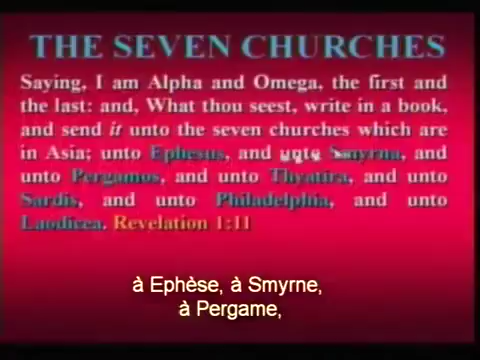 THE SEVEN CHURCHES
Saying, I am Alpha and Omega, the first and
the last: and, What thou seest, write in a book,
and send it unto the seven churches which are
in Asia; unto Ephesus, and unto Smyrna, and
unto Pergamos, and unto Thyatira, and unto
Sardis, and unto Philadelphia, and unto
Laodicea. Revelation 1:11
à Ephèse, à Smyrne,
à Pergame,